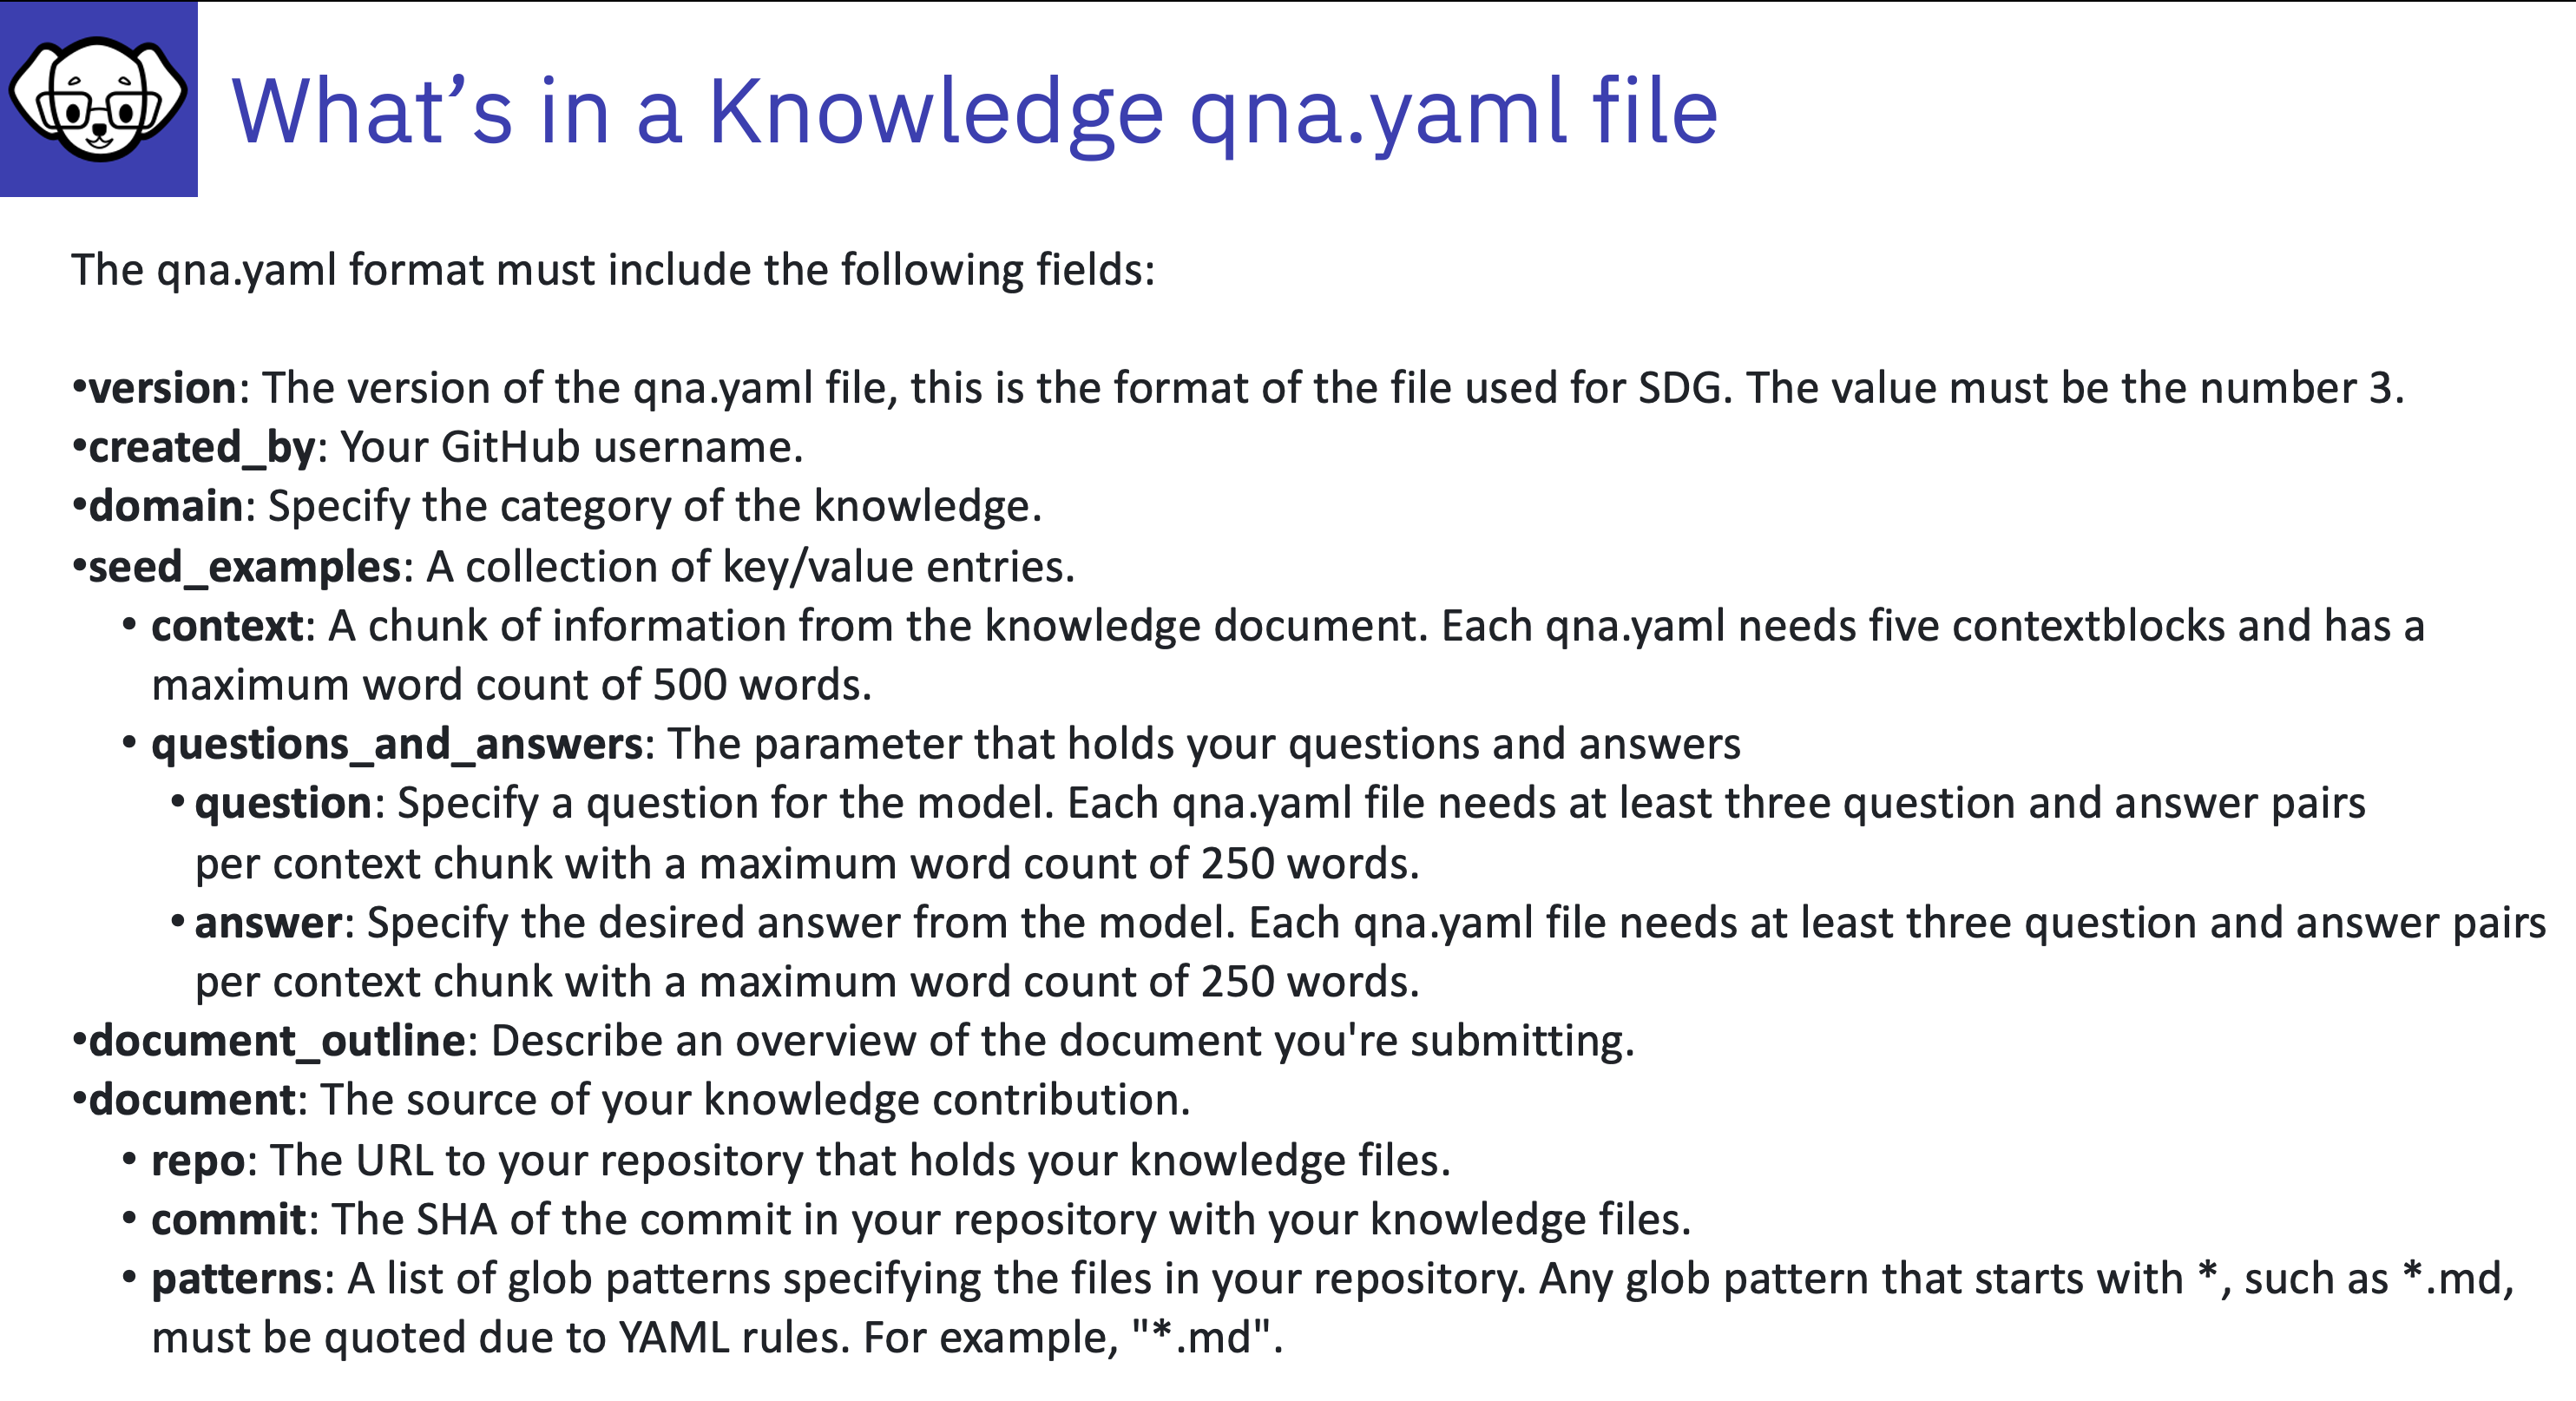 What’s in a Knowledge qna.yaml file
The qna.yaml format must include the following fields:
•version: The version of the qna.yaml file, this is the format of the file used for SDG. The value must be the number 3.
•created_by: Your GitHub username.
•domain: Specify the category of the knowledge.
•seed_examples: A collection of key/value entries.
• context: A chunk of information from the knowledge document. Each qna.yaml needs five contextblocks and has a
maximum word count of 500 words.
• questions_and_answers: The parameter that holds your questions and answers
• question: Specify a question for the model. Each qna.yaml file needs at least three question and answer pairs
per context chunk with a maximum word count of 250 words.
• answer: Specify the desired answer from the model. Each qna.yaml file needs at least three question and answer pairs
per context chunk with a maximum word count of 250 words.
•document_outline: Describe an overview of the document you're submitting.
•document: The source of your knowledge contribution.
• repo: The URL to your repository that holds your knowledge files.
• commit: The SHA of the commit in your repository with your knowledge files.
• patterns: A list of glob patterns specifying the files in your repository. Any glob pattern that starts with *, such as *.md,
must be quoted due to YAML rules. For example, "*.md".